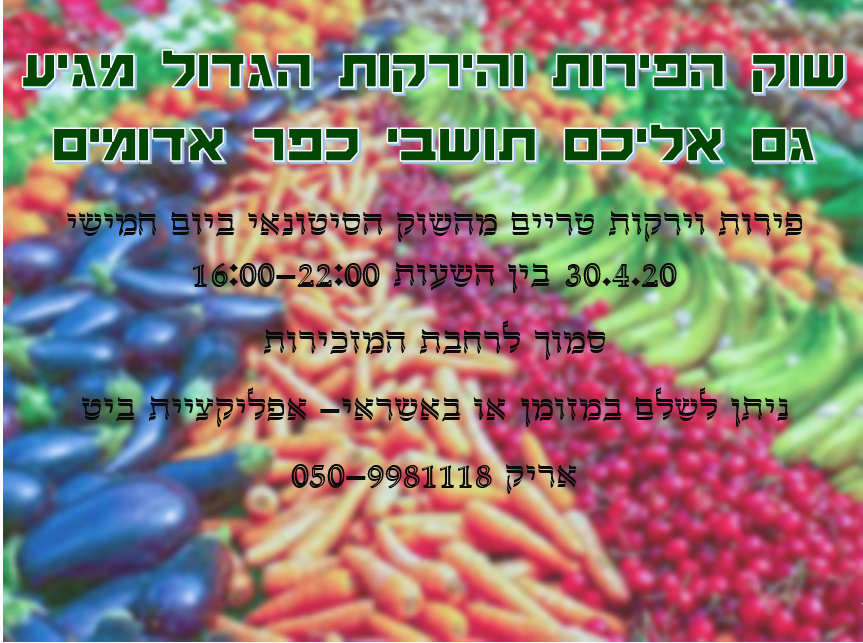 שוק הפירות והירקות הגדול מגיע
גם אליכם תושבי כפר אדומים
פירות וירקות טריים מהשוק הסיטונאי ביום חמישי
30.4.20 בין השעות 16:00-22:00
סמוך לרחבת המזכירות
ניתן לשלם במזומן או באשראי- אפליקציית ביט
אריק 050-9981118